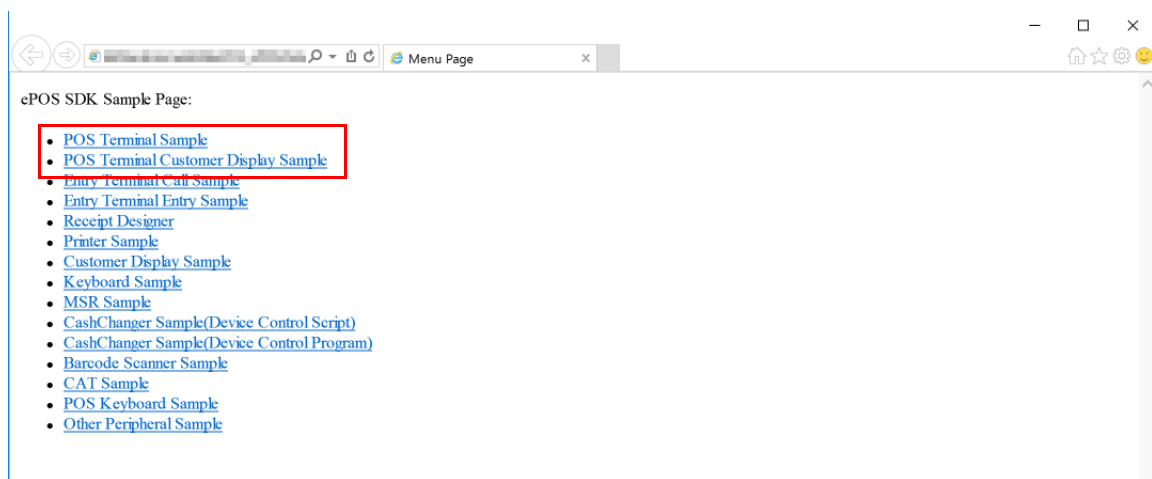 Menu Page
ePOS SDK Sample Page:
POS Terminal Sample
POS Terminal Customer Display Sample
Entry Terminal Call Sample
Entry Terminal Entry Sample
Receipt Designer
Printer Sample
Customer Display Sample
Keyboard Sample
MSR Sample
CashChanger Sample(Device Control Script)
CashChanger Sample(Device Control Program)
Barcode Scanner Sample
CAT Sample
POS Keyboard Sample
Other Peripheral Sample